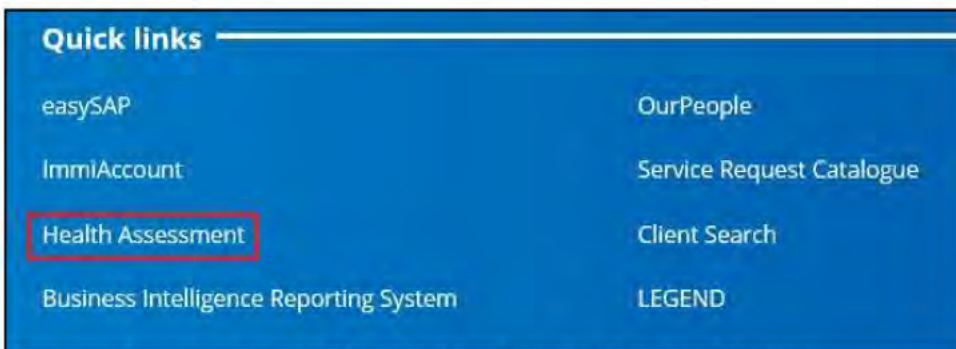 Quick links
easySAP
OurPeople
ImmiAccount
Service Request Catalogue
Health Assessment
Client Search
Business Intelligence Reporting System
LEGEND